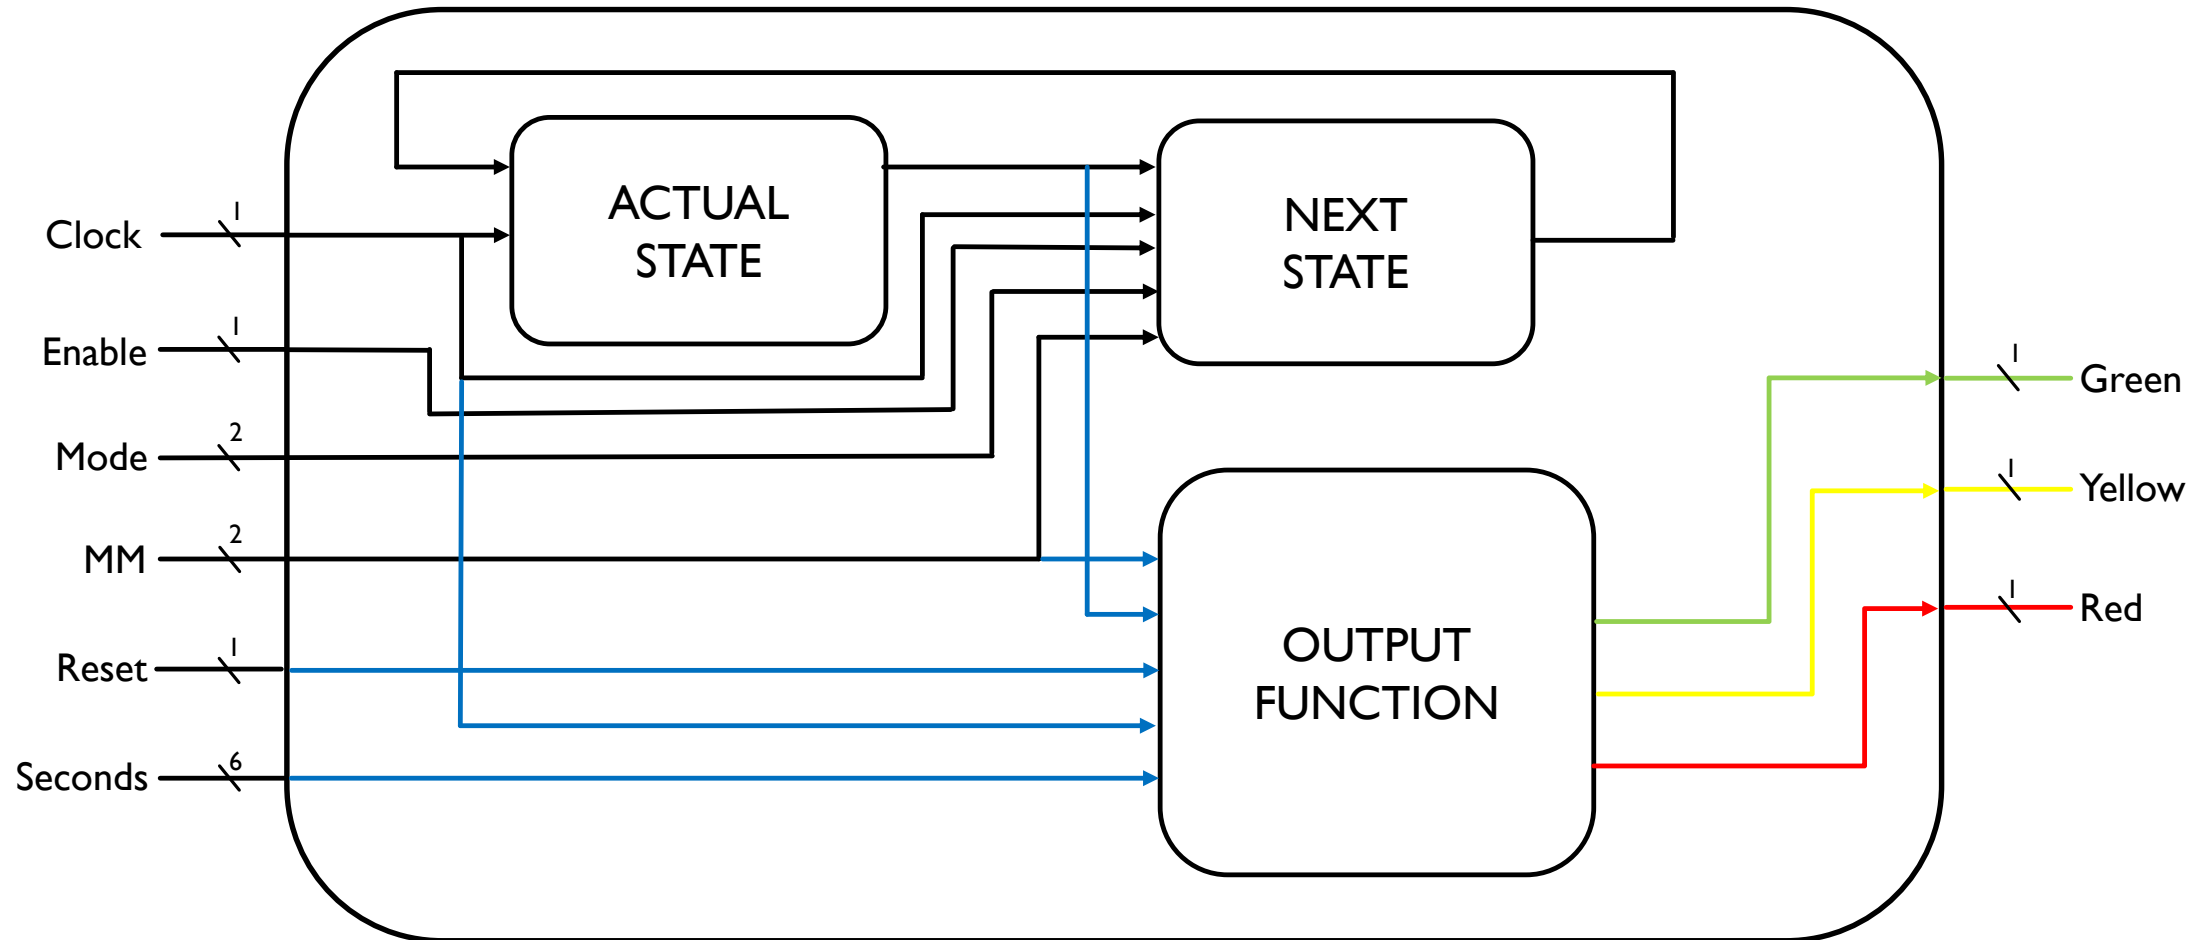 ACTUAL
STATE
NEXT
STATE
Clock
1
Enable
1
Mode
2
MM
2
Reset
1
Seconds
6
OUTPUT
FUNCTION
1
Green
1
Yellow
1
Red